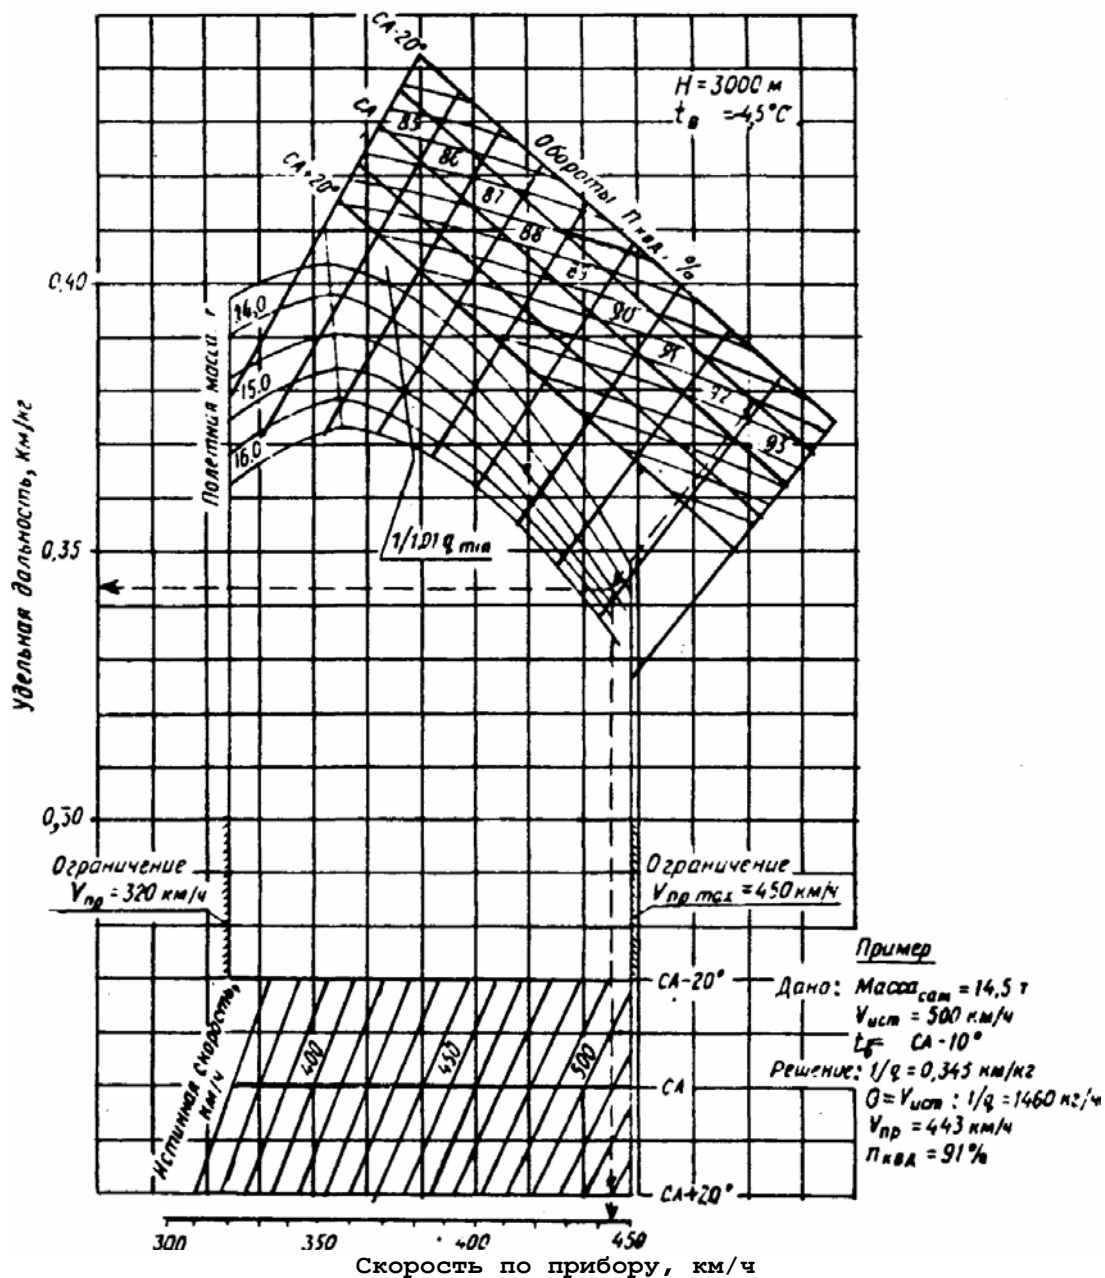 СА-20°
H = 3000 м
СА
tв = -4,5°C
85
Обороты nквд, %
СА+20°
86
87
88
89
0,40
90
14.0
91
Полетная масса, т
15.0
92
93
16.0
Удельная дальность, км/кг
1/1,01 q min
0,35
0,30
Ограничение
Vпр = 320 км/ч
Ограничение
Vпр max = 450 км/ч
Пример
СА-20°
Дано: Массасам = 14,5 т
Vист = 500 км/ч
Истинная скорость,
км/ч
400
450
500
tв= СА-10°
Решение: 1/q = 0,345 км/кг
СА
Q = Vист : 1/q = 1460 кг/ч
Vпр = 443 км/ч
nквд = 91%
СА+20°
300
350
400
450
Скорость по прибору, км/ч